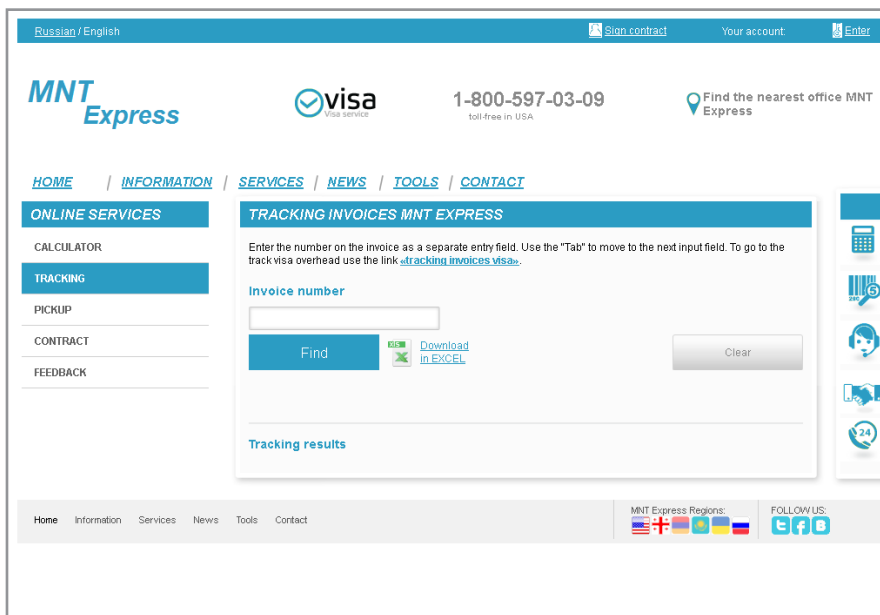 Russian / English
Sign contract
Your account:
Enter
MNT
Express
visa
Visa service
1-800-597-03-09
toll-free in USA
Find the nearest office MNT
Express
HOME / INFORMATION / SERVICES / NEWS / TOOLS / CONTACT
ONLINE SERVICES
CALCULATOR
TRACKING
PICKUP
CONTRACT
FEEDBACK
TRACKING INVOICES MNT EXPRESS
Enter the number on the invoice as a separate entry field. Use the "Tab" to move to the next input field. To go to the
track visa overhead use the link «tracking invoices visa».
Invoice number
Find
Download
in EXCEL
Clear
Tracking results
24
Home Information Services News Tools Contact
MNT Express Regions:
FOLLOW US: